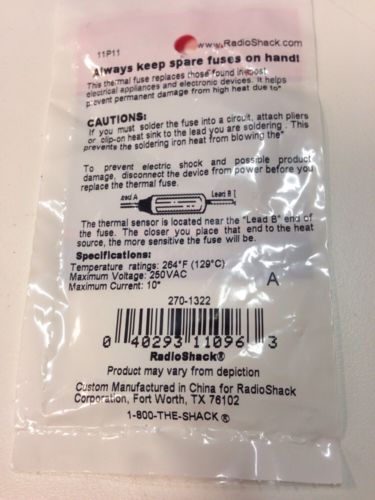 11P11
www.RadioShack.com
Always keep spare fuses on hand!
This thermal fuse replaces those found in most
electrical appliances and electronic devices. It helps
prevent permanent damage from high heat due to"
CAUTIONS:
If you must solder the fuse into a circuit, attach pliers
or clip-on heat sink to the lead you are soldering . This
prevents the soldering iron heat from blowing the"
To prevent electric shock and possible product
damage, disconnect the device from power before you
replace the thermal fuse.
Lead A
Lead B
The thermal sensor is located near the "Lead B" end of
the fuse. The closer you place that end to the heat
source, the more sensitive the fuse will be.
Specifications:
Temperature ratings: 264°F (129°C)
Maximum Voltage: 250VAC
Maximum Current: 10"
A
270-1322
0 40293 11096 3
RadioShack®
Product may vary from depiction
Custom Manufactured in China for RadioShack
Corporation, Fort Worth, TX 76102
1-800-THE-SHACK ®